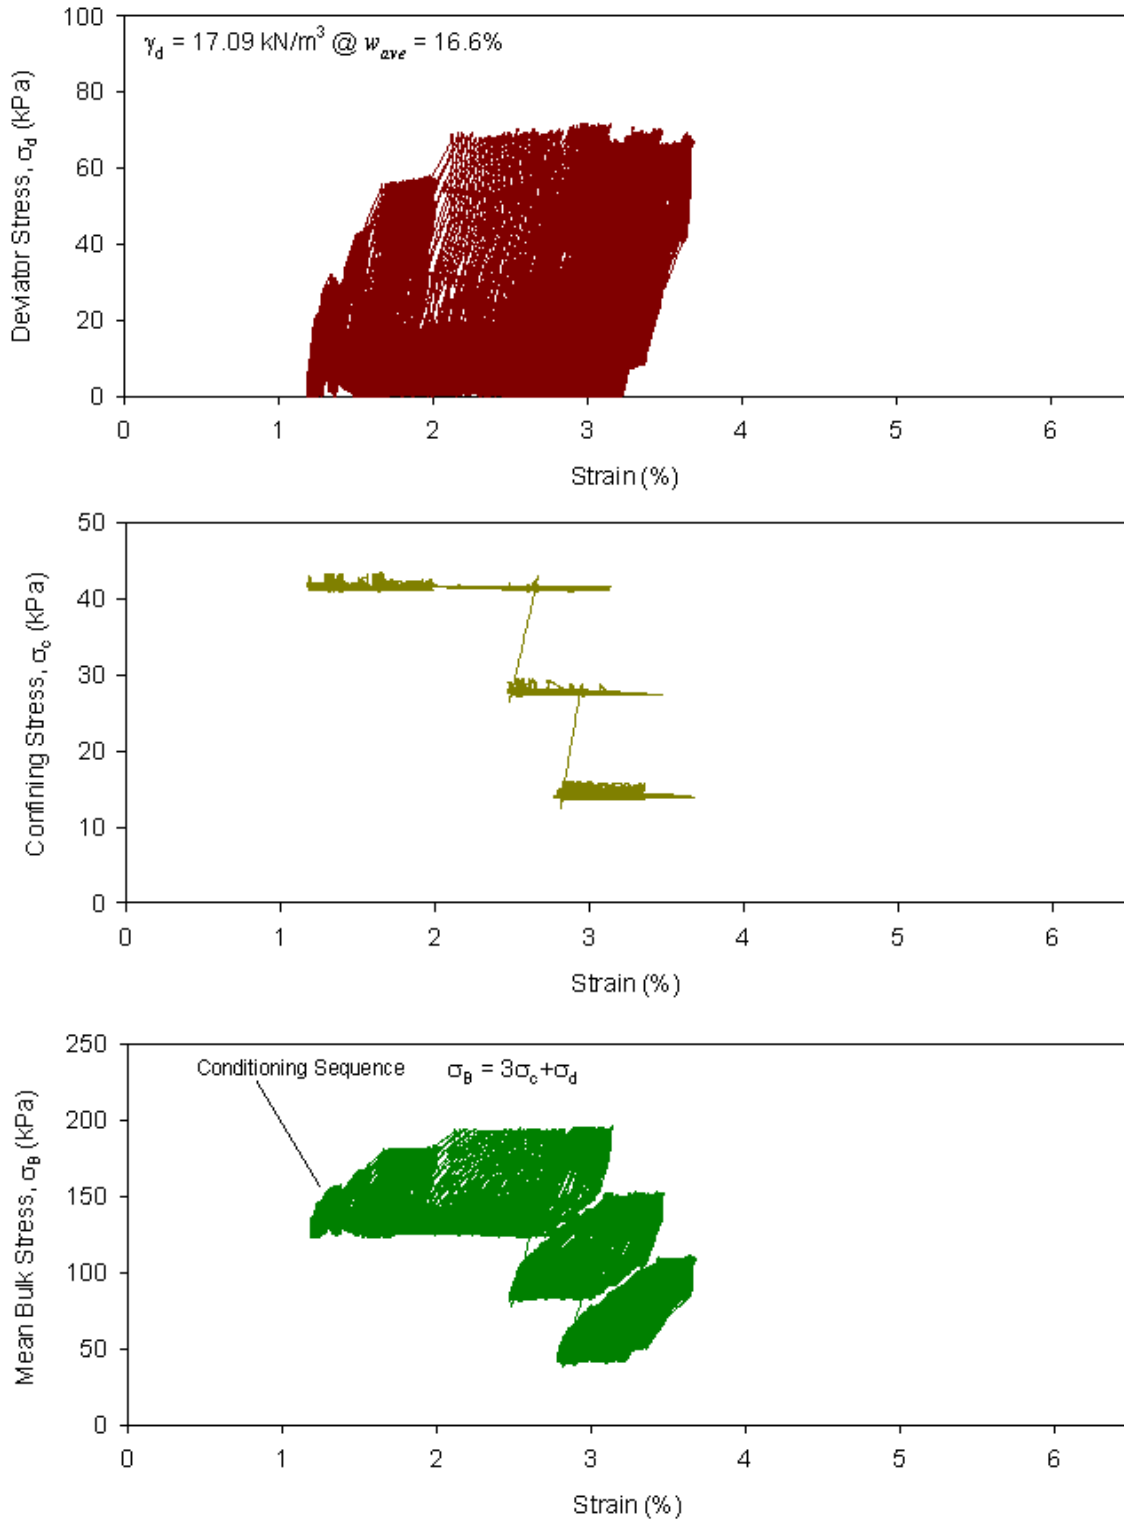 100
γd = 17.09 kN/m³ @ wave = 16.6%
80
60
40
20
0
Deviator Stress, σd (kPa)
0 1 2 3 4 5 6
Strain (%)
50
40
30
20
10
0
Confining Stress, σc (kPa)
0 1 2 3 4 5 6
Strain (%)
250
Conditioning Sequence σB = 3σc+σd
200
150
100
50
0
Mean Bulk Stress, σB (kPa)
0 1 2 3 4 5 6
Strain (%)